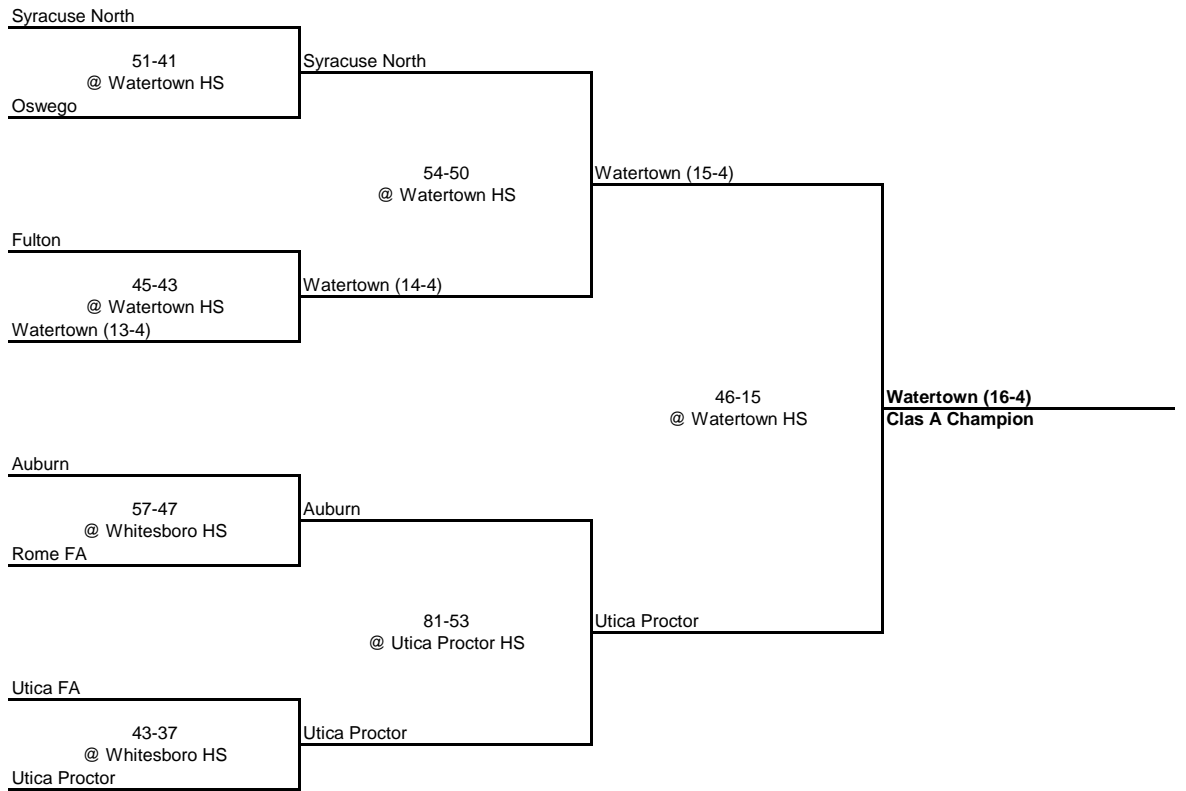 Syracuse North
51-41
@ Watertown HS
Syracuse North
Oswego
54-50
@ Watertown HS
Watertown (15-4)
Fulton
45-43
@ Watertown HS
Watertown (14-4)
Watertown (13-4)
46-15
@ Watertown HS
Watertown (16-4)
Clas A Champion
Auburn
57-47
@ Whitesboro HS
Auburn
Rome FA
81-53
@ Utica Proctor HS
Utica Proctor
Utica FA
43-37
@ Whitesboro HS
Utica Proctor
Utica Proctor